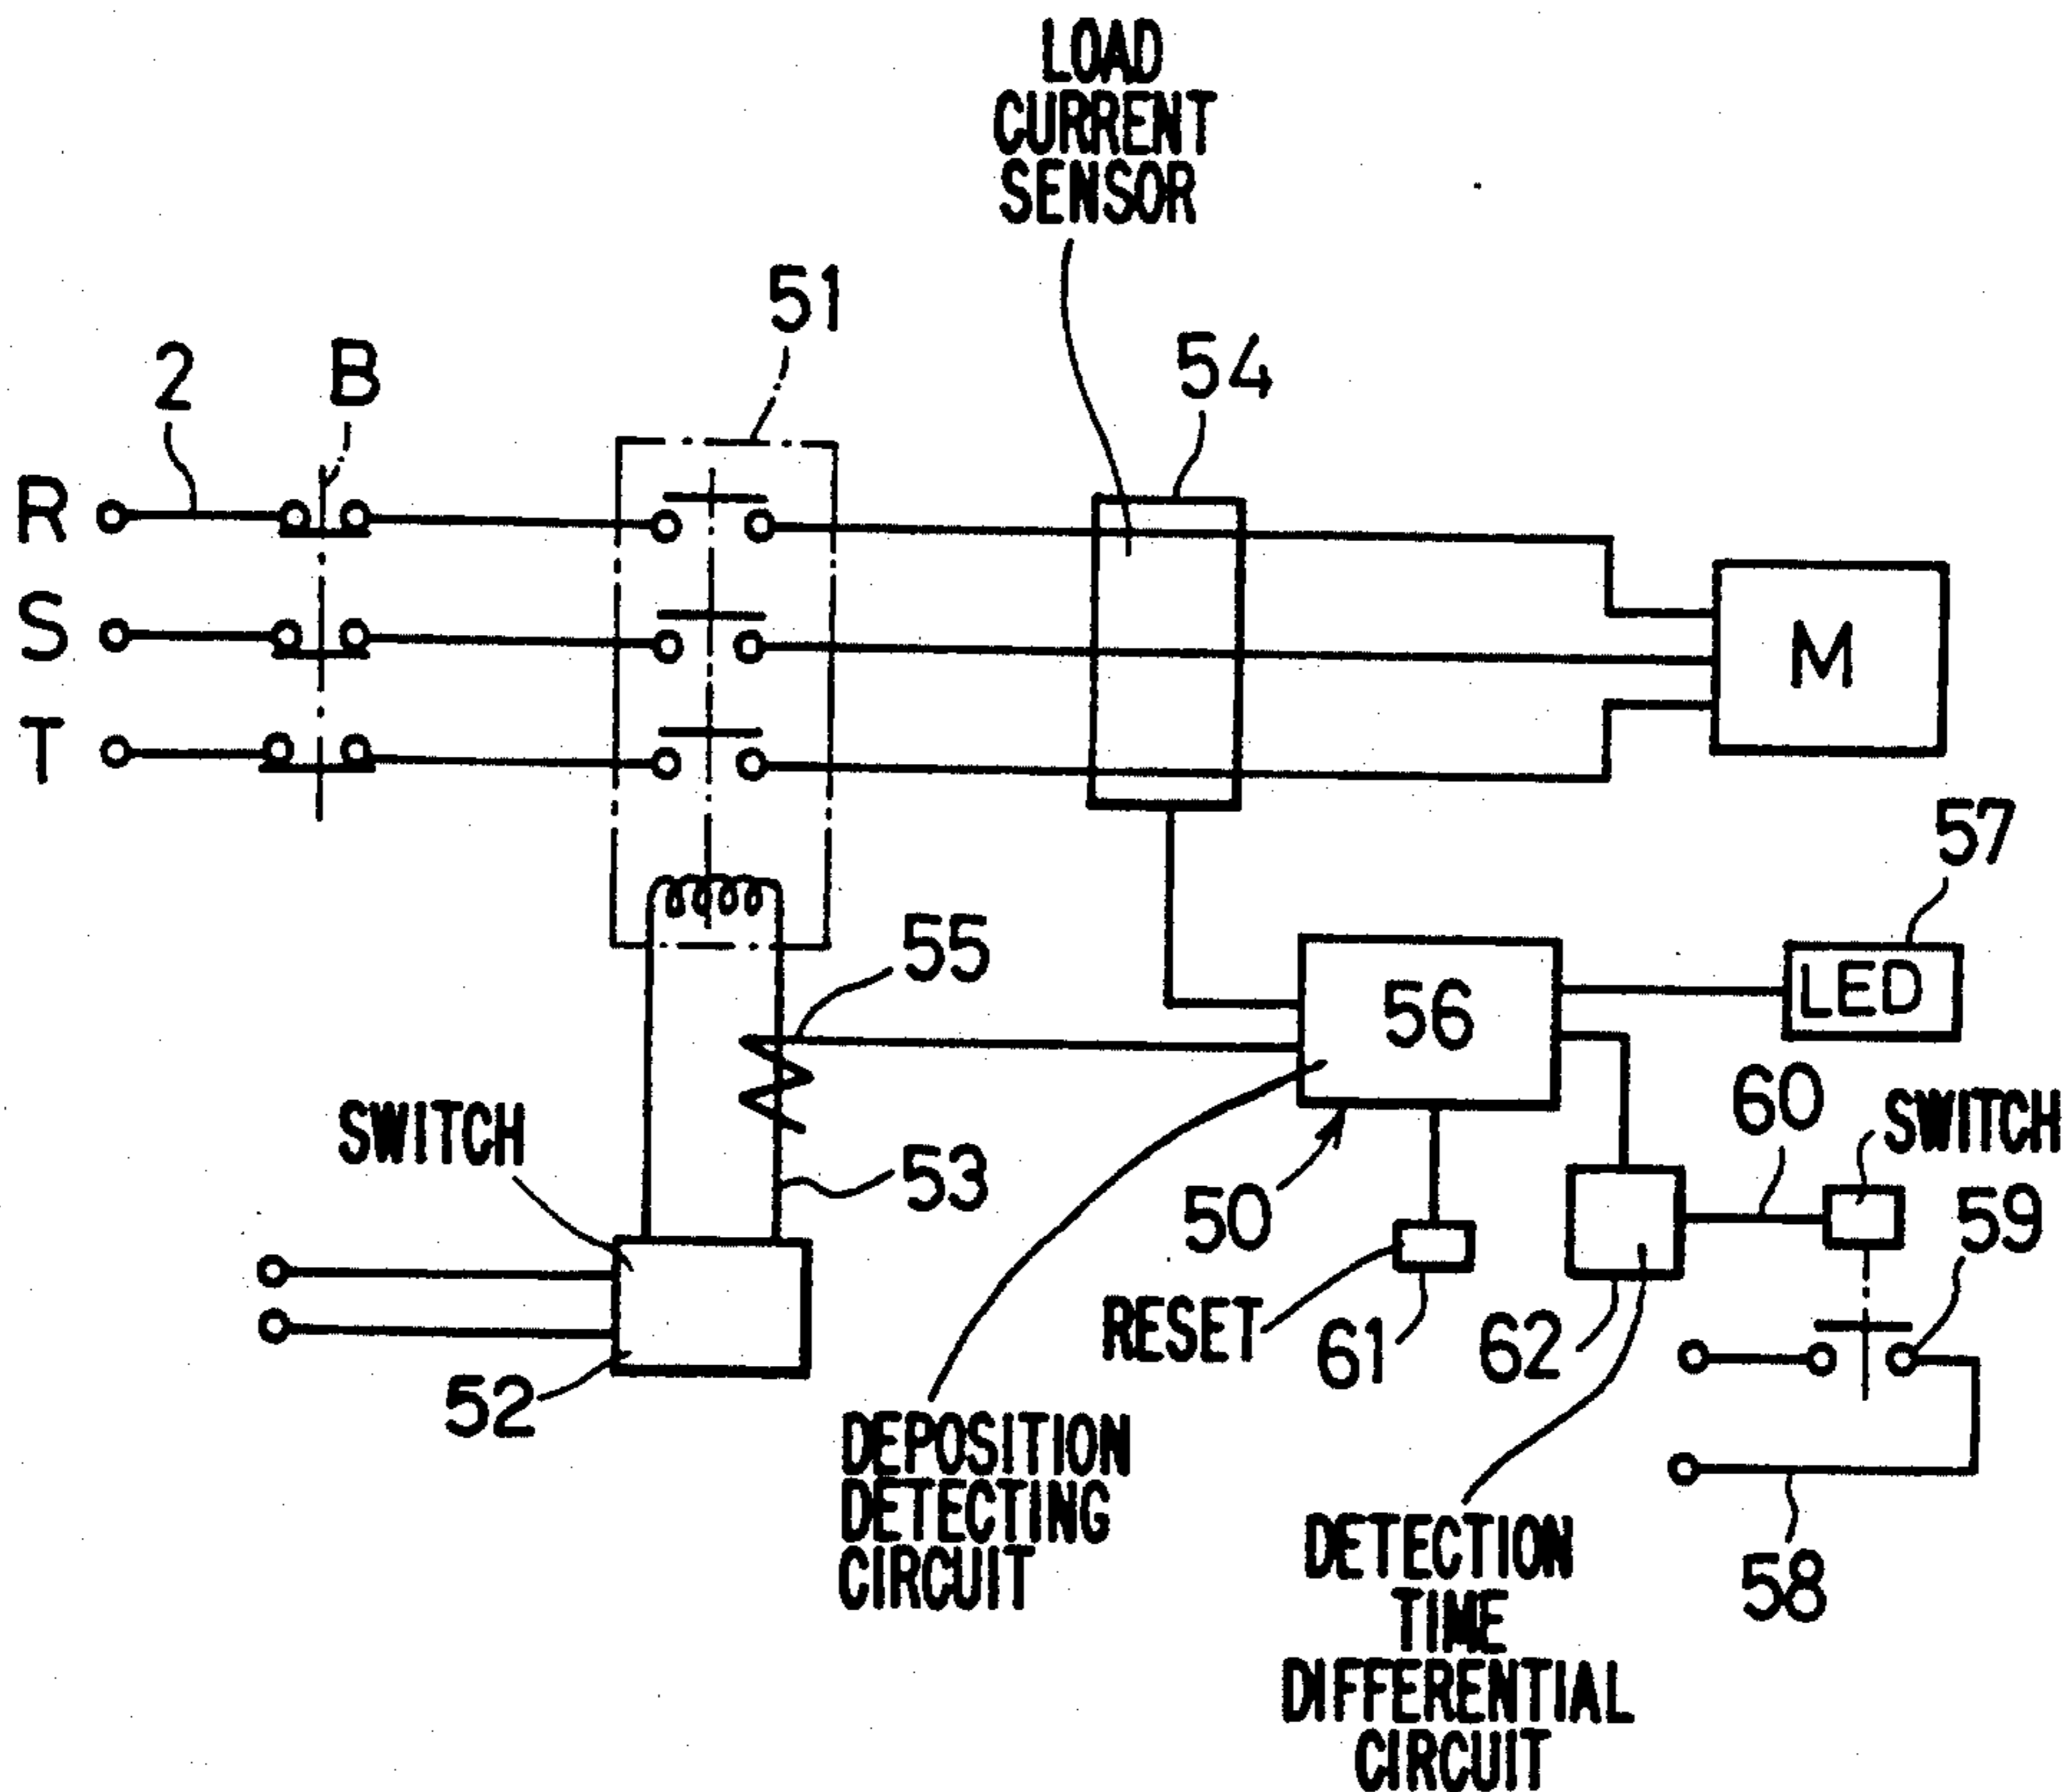 LOAD
CURRENT
SENSOR
51
54
2
B
R
S
T
M
57
LED
55
56
60
SWITCH
SWITCH
53
50
59
RESET
61
62
52
DEPOSITION
DETECTING
CIRCUIT
DETECTION
TIME
DIFFERENTIAL
CIRCUIT
58